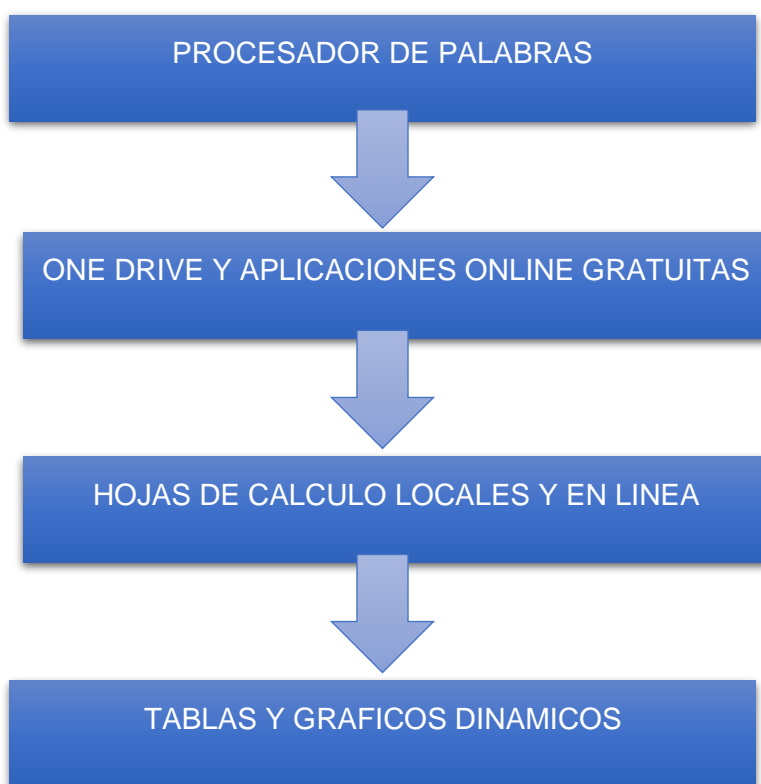 PROCESADOR DE PALABRAS
ONE DRIVE Y APLICACIONES ONLINE GRATUITAS
HOJAS DE CALCULO LOCALES Y EN LINEA
TABLAS Y GRAFICOS DINAMICOS